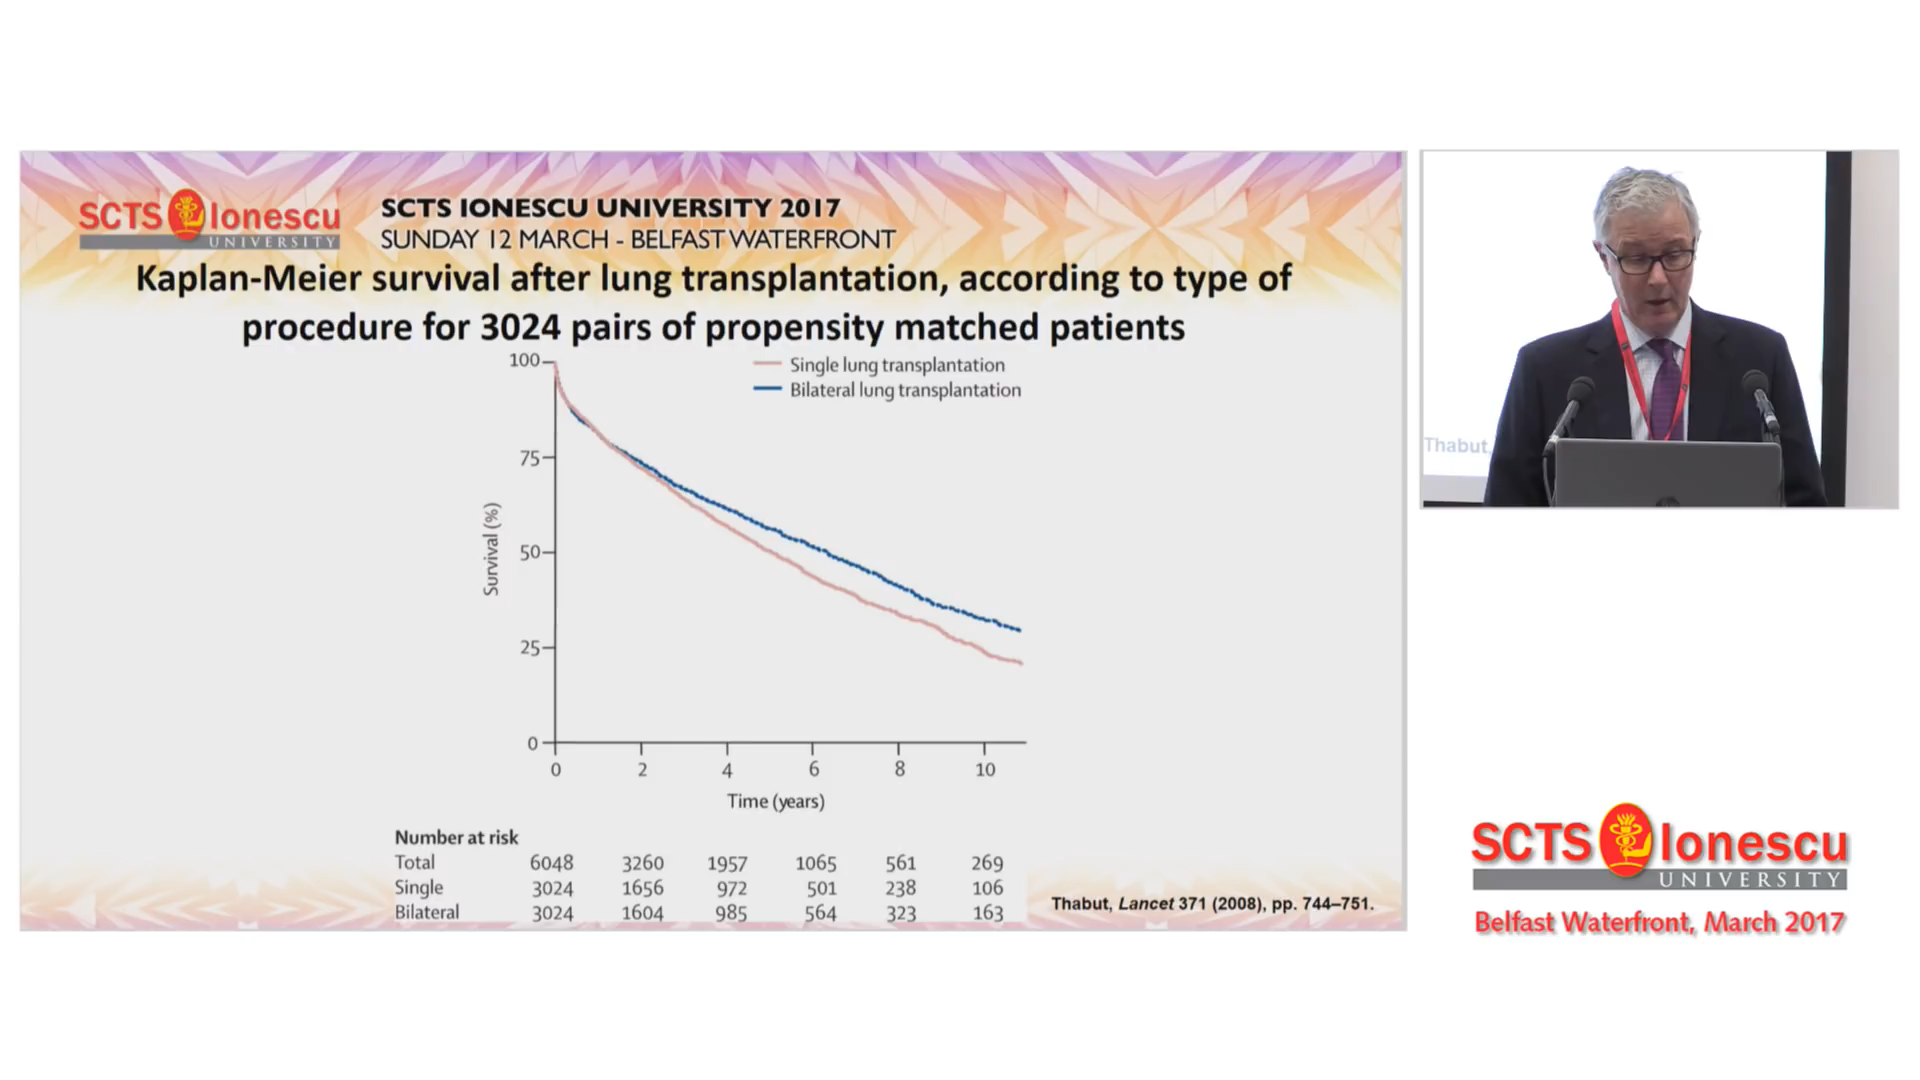 SCTS Ionescu
UNIVERSITY
SCTS IONESCU UNIVERSITY 2017
SUNDAY 12 MARCH - BELFAST WATERFRONT
Kaplan-Meier survival after lung transplantation, according to type of
procedure for 3024 pairs of propensity matched patients
Single lung transplantation
Bilateral lung transplantation
Survival (%)
100
75
50
25
0
0 2 4 6 8 10
Time (years)
Number at risk
Total 6048 3260 1957 1065 561 269
Single 3024 1656 972 501 238 106
Bilateral 3024 1604 985 564 323 163
Thabut, Lancet 371 (2008), pp. 744–751.
Thabut,
SCTS Ionescu
UNIVERSITY
Belfast Waterfront, March 2017